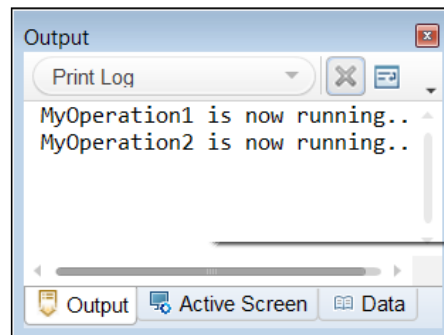 Output
Print Log
MyOperation1 is now running..
MyOperation2 is now running..
Output Active Screen Data